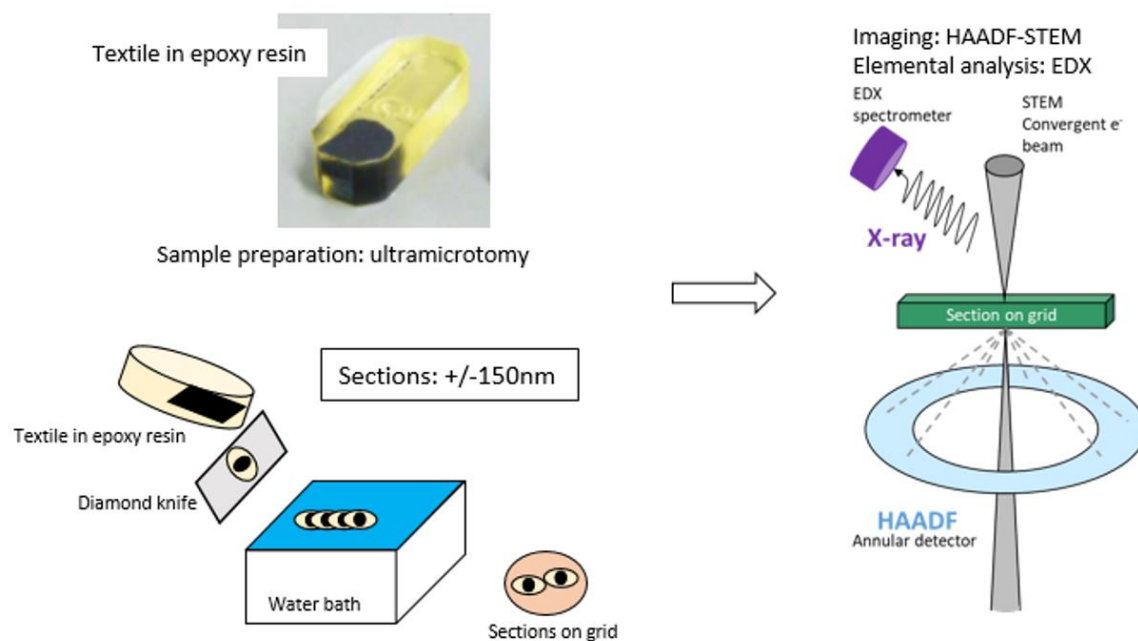 Textile in epoxy resin
Sample preparation: ultramicrotomy
Sections: +/-150nm
Textile in epoxy resin
Diamond knife
Water bath
Sections on grid
Imaging: HAADF-STEM
Elemental analysis: EDX
EDX
spectrometer
STEM
Convergent e-
beam
X-ray
Section on grid
HAADF
Annular detector